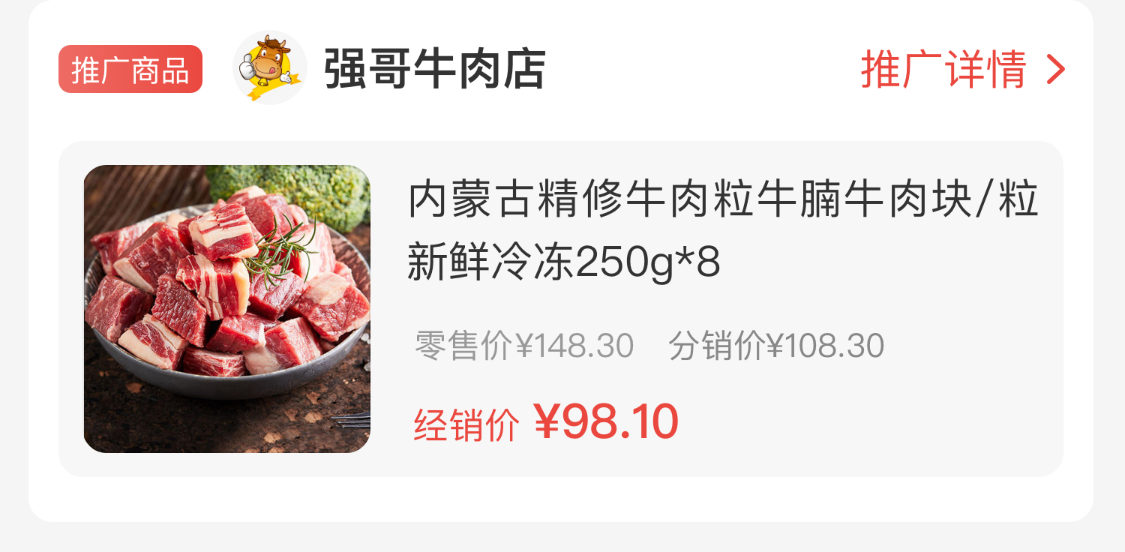 推广商品
强哥牛肉店
推广详情
内蒙古精修牛肉粒牛腩牛肉块/粒
新鲜冷冻250g*8
零售价¥148.30 分销价¥108.30
经销价 ¥98.10